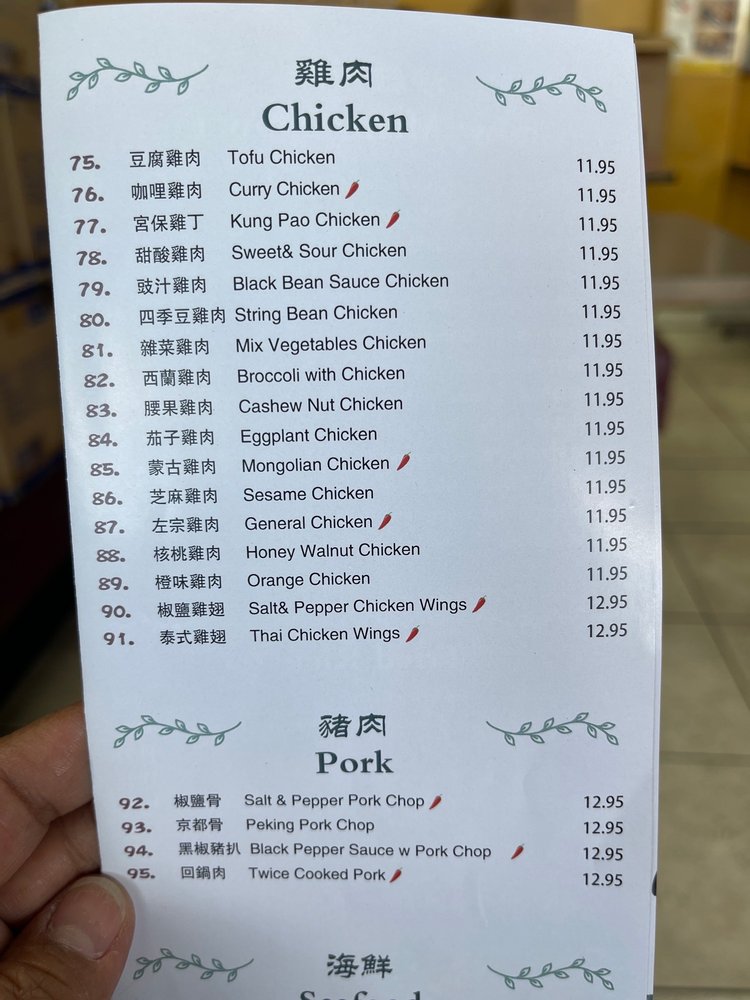 雞肉
Chicken
75. 豆腐雞肉 Tofu Chicken 11.95
76. 咖哩雞肉 Curry Chicken 11.95
77. 宮保雞丁 Kung Pao Chicken 11.95
78. 甜酸雞肉 Sweet& Sour Chicken 11.95
79. 豉汁雞肉 Black Bean Sauce Chicken 11.95
80. 四季豆雞肉 String Bean Chicken 11.95
81. 雜菜雞肉 Mix Vegetables Chicken 11.95
82. 西蘭雞肉 Broccoli with Chicken 11.95
83. 腰果雞肉 Cashew Nut Chicken 11.95
84. 茄子雞肉 Eggplant Chicken 11.95
85. 蒙古雞肉 Mongolian Chicken 11.95
86. 芝麻雞肉 Sesame Chicken 11.95
87. 左宗雞肉 General Chicken 11.95
88. 核桃雞肉 Honey Walnut Chicken 11.95
89. 橙味雞肉 Orange Chicken 11.95
90. 椒鹽雞翅 Salt& Pepper Chicken Wings 12.95
91. 泰式雞翅 Thai Chicken Wings 12.95
豬肉
Pork
92. 椒鹽骨 Salt & Pepper Pork Chop 12.95
93. 京都骨 Peking Pork Chop 12.95
94. 黑椒豬扒 Black Pepper Sauce w Pork Chop 12.95
95. 回鍋肉 Twice Cooked Pork 12.95
海鮮
Seafood